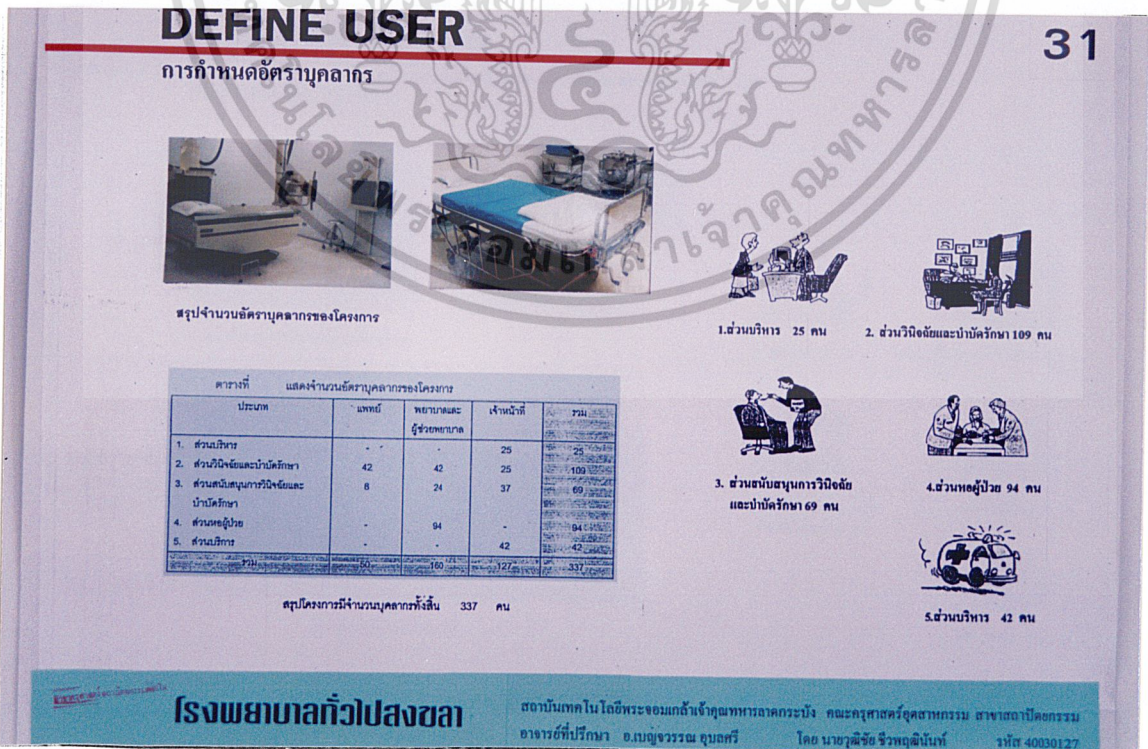 DEFINE USER
31
การกำหนดอัตราบุคลากร
สรุปจำนวนอัตราบุคลากรของโครงการ
1.ส่วนบริหาร 25 คน
2. ส่วนวินิจฉัยและบำบัดรักษา 109 คน
ตารางที่ แสดงจำนวนอัตราบุคลากรของโครงการ
ประเภท แพทย์ พยาบาลและ เจ้าหน้าที่ รวม
ผู้ช่วยพยาบาล
1. ส่วนบริหาร - - 25 25
2. ส่วนวินิจฉัยและบำบัดรักษา 42 42 25 109
3. ส่วนสนับสนุนการวินิจฉัยและ 8 24 37 69
บำบัดรักษา
4. ส่วนหอผู้ป่วย - 94 - 94
5. ส่วนบริการ - - 42 42
รวม 50 160 127 337
สรุปโครงการมีจำนวนบุคลากรทั้งสิ้น 337 คน
3. ส่วนสนับสนุนการวินิจฉัย
และบำบัดรักษา 69 คน
4.ส่วนหอผู้ป่วย 94 คน
5.ส่วนบริหาร 42 คน
โรงพยาบาลทั่วไปสงขลา
สถาบันเทคโนโลยีพระจอมเกล้าเจ้าคุณทหารลาดกระบัง คณะครุศาสตร์อุตสาหกรรม สาขาสถาปัตยกรรม
อาจารย์ที่ปรึกษา อ.เบญจวรรณ อุบลศรี โดย นายวุฒิชัย ชีวพฤฒินันท์ รหัส 40030127